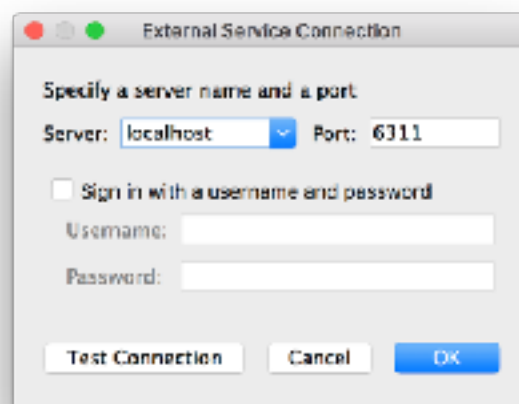 External Service Connection
Specify a server name and a port
Server: localhost Port: 6311
Sign in with a username and password
Username:
Password:
Test Connection Cancel OK